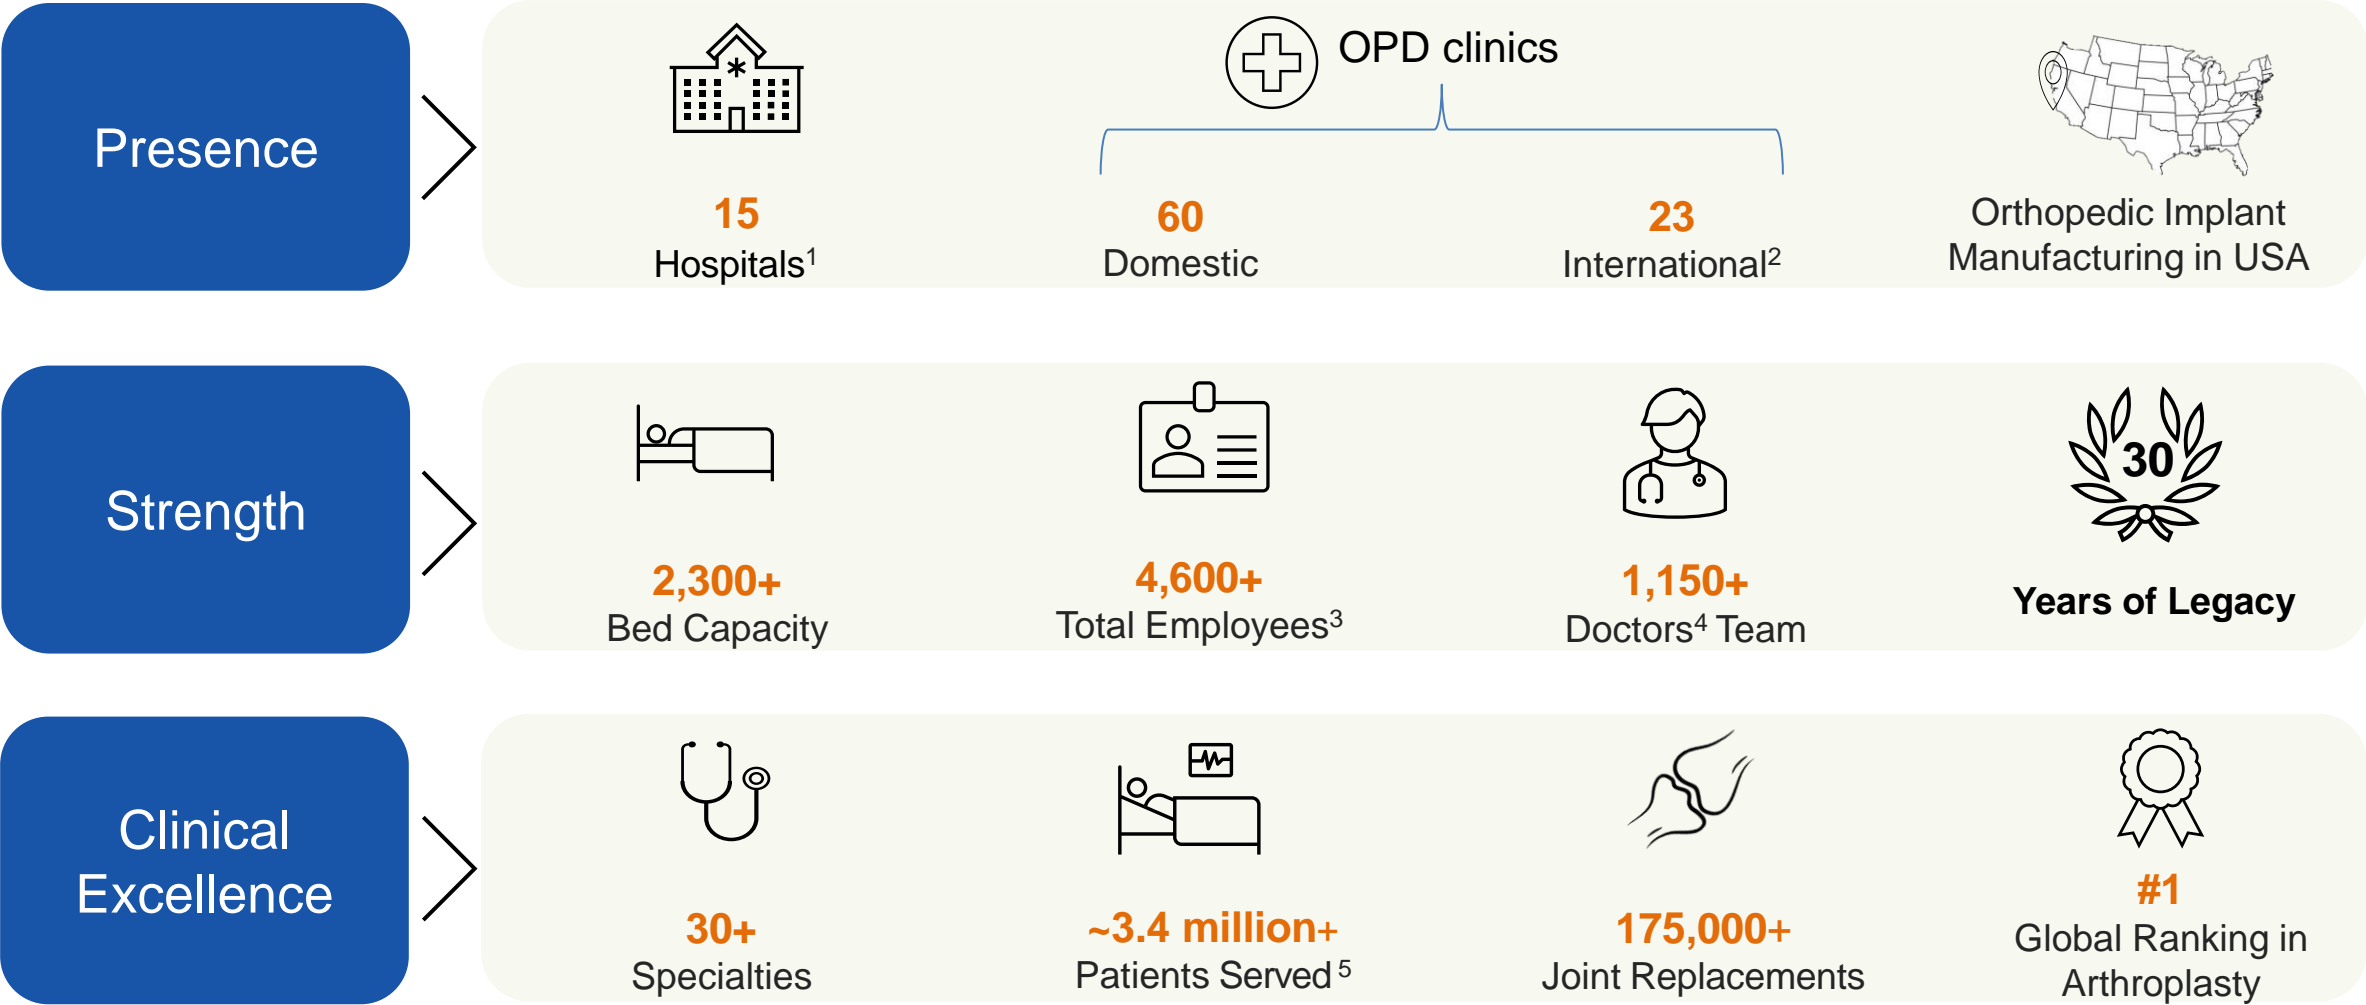 Presence
OPD clinics
15
Hospitals1
60
Domestic
23
International2
Orthopedic Implant
Manufacturing in USA
Strength
2,300+
Bed Capacity
4,600+
Total Employees3
1,150+
Doctors4 Team
30
Years of Legacy
Clinical
Excellence
30+
Specialties
~3.4 million+
Patients Served5
175,000+
Joint Replacements
#1
Global Ranking in
Arthroplasty